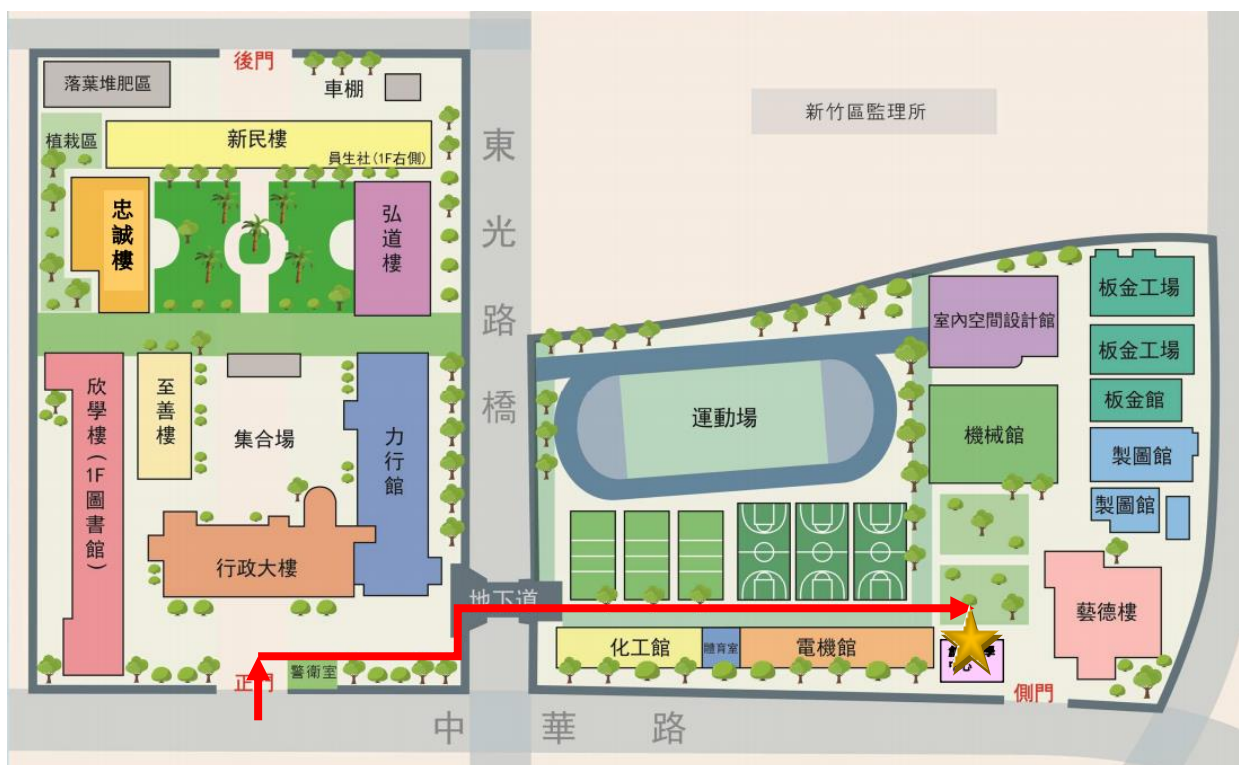 後門
落葉堆肥區
車棚
植栽區
新民樓
員生社(1F右側)
忠誠樓
弘道樓
欣學樓(1F圖書館)
至善樓
集合場
力行館
行政大樓
正門
警衛室
東光路橋
地下道
中華路
新竹區監理所
運動場
室內空間設計館
機械館
板金工場
板金工場
板金館
製圖館
製圖館
藝德樓
化工館
體育室
電機館
側門